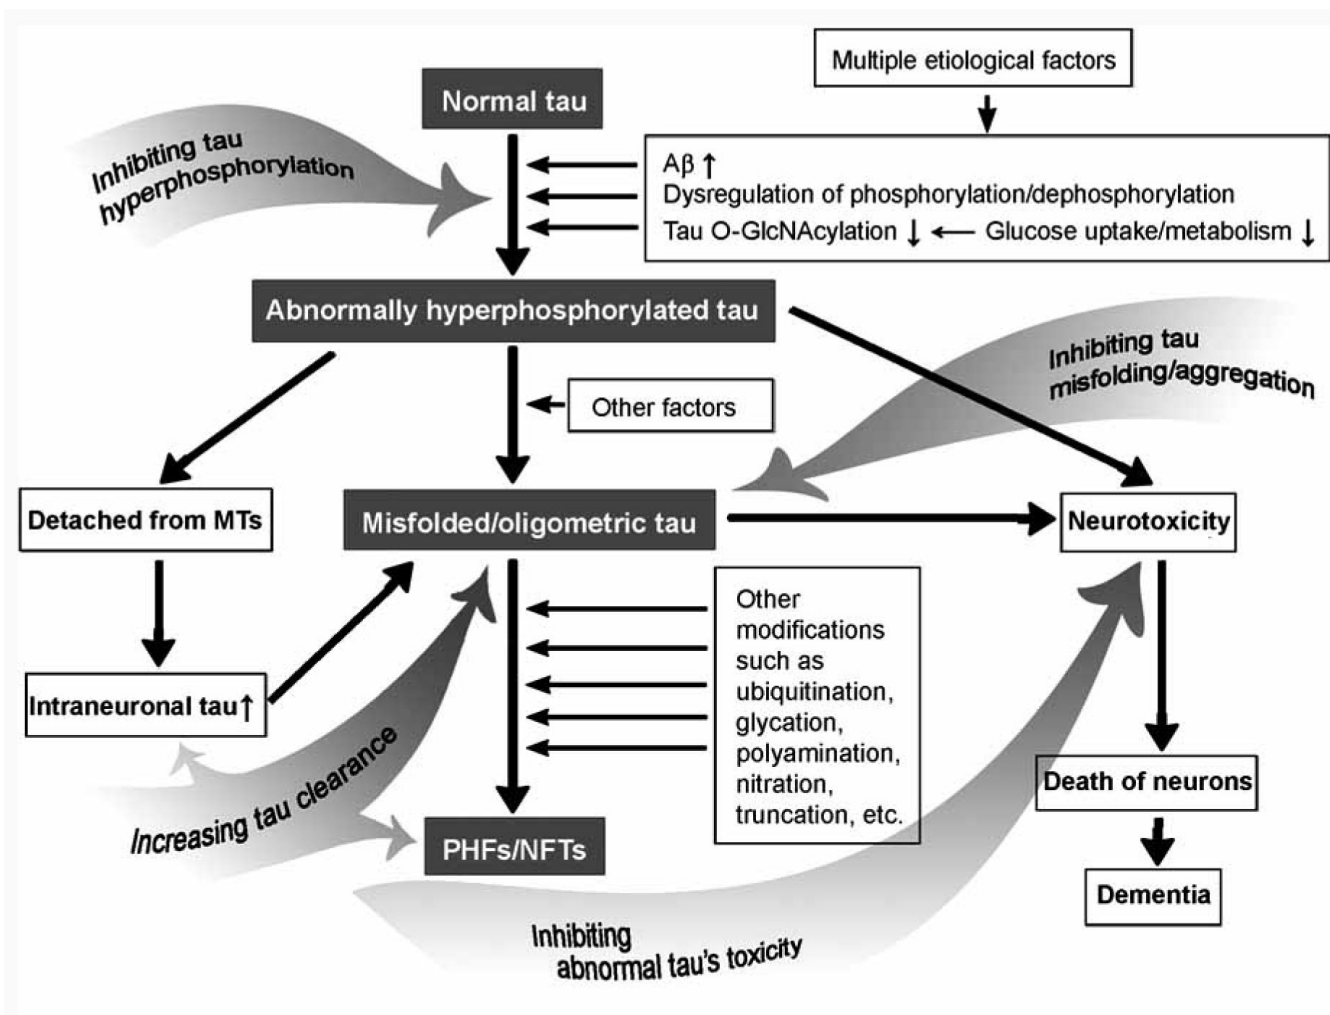 Multiple etiological factors
Normal tau
Inhibiting tau
hyperphosphorylation
Aβ ↑
Dysregulation of phosphorylation/dephosphorylation
Tau O-GlcNAcylation ↓ ← Glucose uptake/metabolism ↓
Abnormally hyperphosphorylated tau
Inhibiting tau
misfolding/aggregation
Other factors
Detached from MTs
Misfolded/oligometric tau
Neurotoxicity
Other
modifications
such as
ubiquitination,
glycation,
polyamination,
nitration,
truncation, etc.
Intraneuronal tau↑
Increasing tau clearance
Death of neurons
PHFs/NFTs
Dementia
Inhibiting
abnormal tau's toxicity